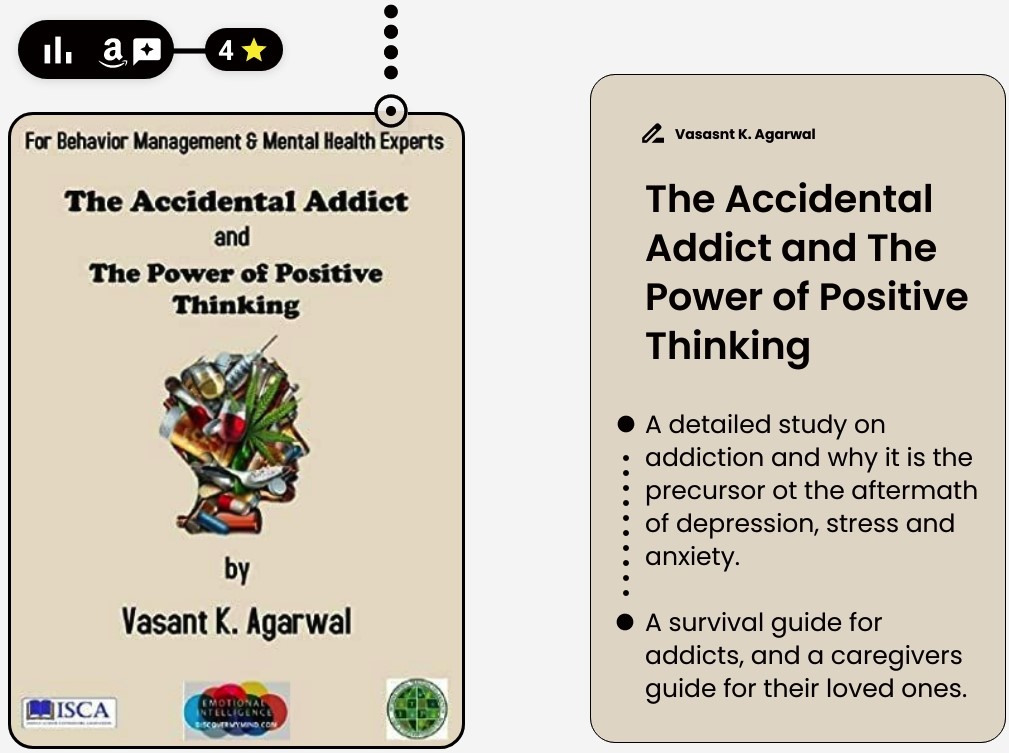 a
4
For Behavior Management & Mental Health Experts
The Accidental Addict
and
The Power of Positive
Thinking
by
Vasant K. Agarwal
ISCA
EMOTIONAL
INTELLIGENCE
DISCOVERMYMIND.COM
Vasasnt K. Agarwal
The Accidental
Addict and The
Power of Positive
Thinking
A detailed study on
addiction and why it is the
precursor ot the aftermath
of depression, stress and
anxiety.
A survival guide for
addicts, and a caregivers
guide for their loved ones.